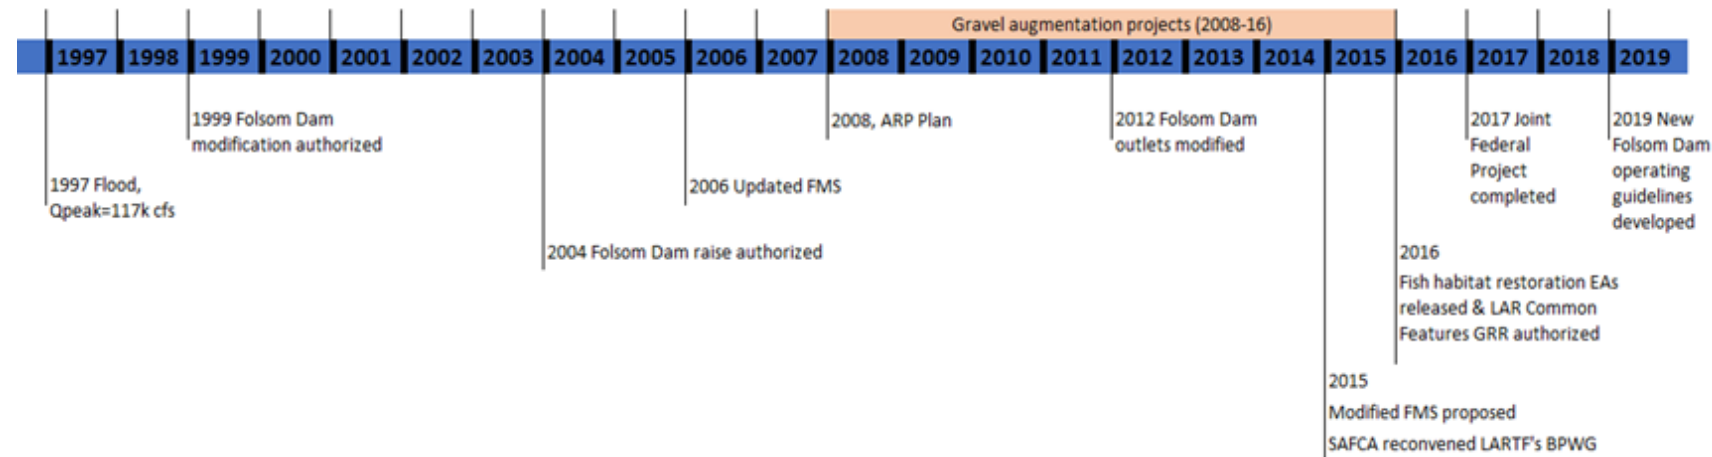 Gravel augmentation projects (2008-16)
1997 1998 1999 2000 2001 2002 2003 2004 2005 2006 2007 2008 2009 2010 2011 2012 2013 2014 2015 2016 2017 2018 2019
1999 Folsom Dam
modification authorized
2008, ARP Plan
2012 Folsom Dam
outlets modified
2017 Joint
Federal
Project
completed
2019 New
Folsom Dam
operating
guidelines
developed
1997 Flood,
Qpeak=117k cfs
2006 Updated FMS
2004 Folsom Dam raise authorized
2016
Fish habitat restoration EAs
released & LAR Common
Features GRR authorized
2015
Modified FMS proposed
SAFCA reconvened LARTF's BPWG